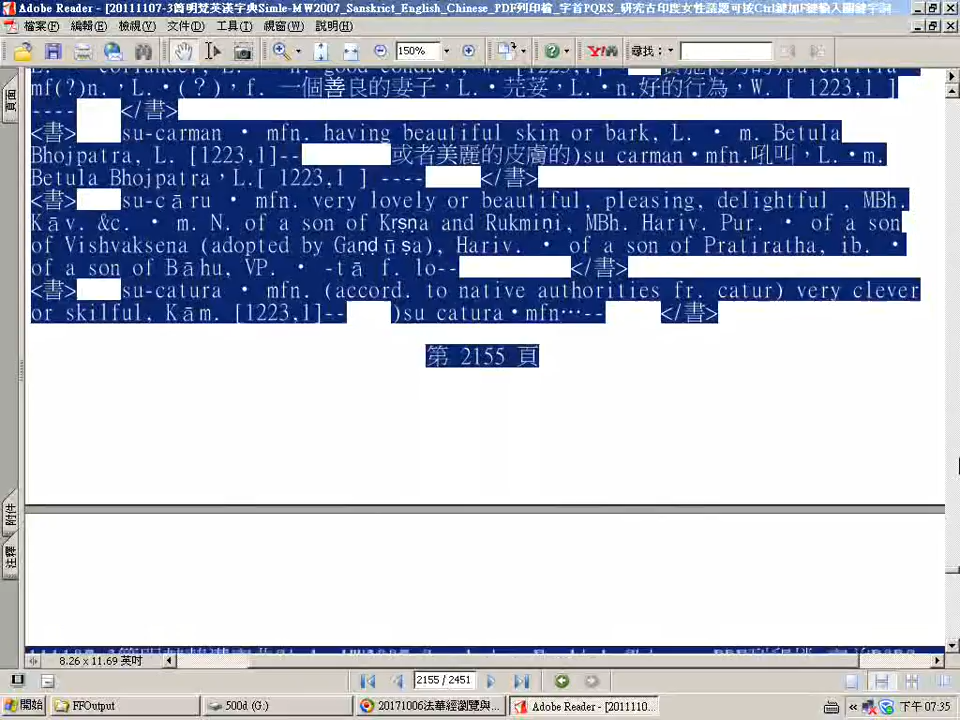 Adobe Reader - [20111107-3簡明梵英漢字典Simle-MW2007_Sanskrict_English_Chinese_PDF列印檔_字首PQRS_研究古印度女性議題可按Ctrl鍵加F鍵輸入關鍵字詞
檔案(F) 編輯(E) 檢視(V) 文件(D) 工具(T) 視窗(W) 說明(H)
150% 尋找：
頁面
mf(?)n.，L.‧(？)，f. 一個善良的妻子，L.‧芫荽，L.‧n.好的行為，W. [ 1223,1 ]
---- </書>
<書> su-carman ‧ mfn. having beautiful skin or bark, L. ‧ m. Betula
Bhojpatra, L. [1223,1]-- 或者美麗的皮膚的)su carman‧mfn.吼叫，L.‧m.
Betula Bhojpatra，L.[ 1223,1 ] ---- </書>
<書> su-cāru ‧ mfn. very lovely or beautiful, pleasing, delightful , MBh.
Kāv. &c. ‧ m. N. of a son of Kṛṣṇa and Rukmiṇi, MBh. Hariv. Pur. ‧ of a son
of Vishvaksena (adopted by Gaṇḍūṣa), Hariv. ‧ of a son of Pratiratha, ib. ‧
of a son of Bāhu, VP. ‧ -tā f. lo-- </書>
<書> su-catura ‧ mfn. (accord. to native authorities fr. catur) very clever
or skilful, Kām. [1223,1]-- )su catura‧mfn…-- </書>
第 2155 頁
附件
注釋
8.26 x 11.69 英吋
2155 / 2451
開始 FFOutput 500d (G:) 20171006法華經瀏覽與... Adobe Reader - [2011110... « 下午 07:35